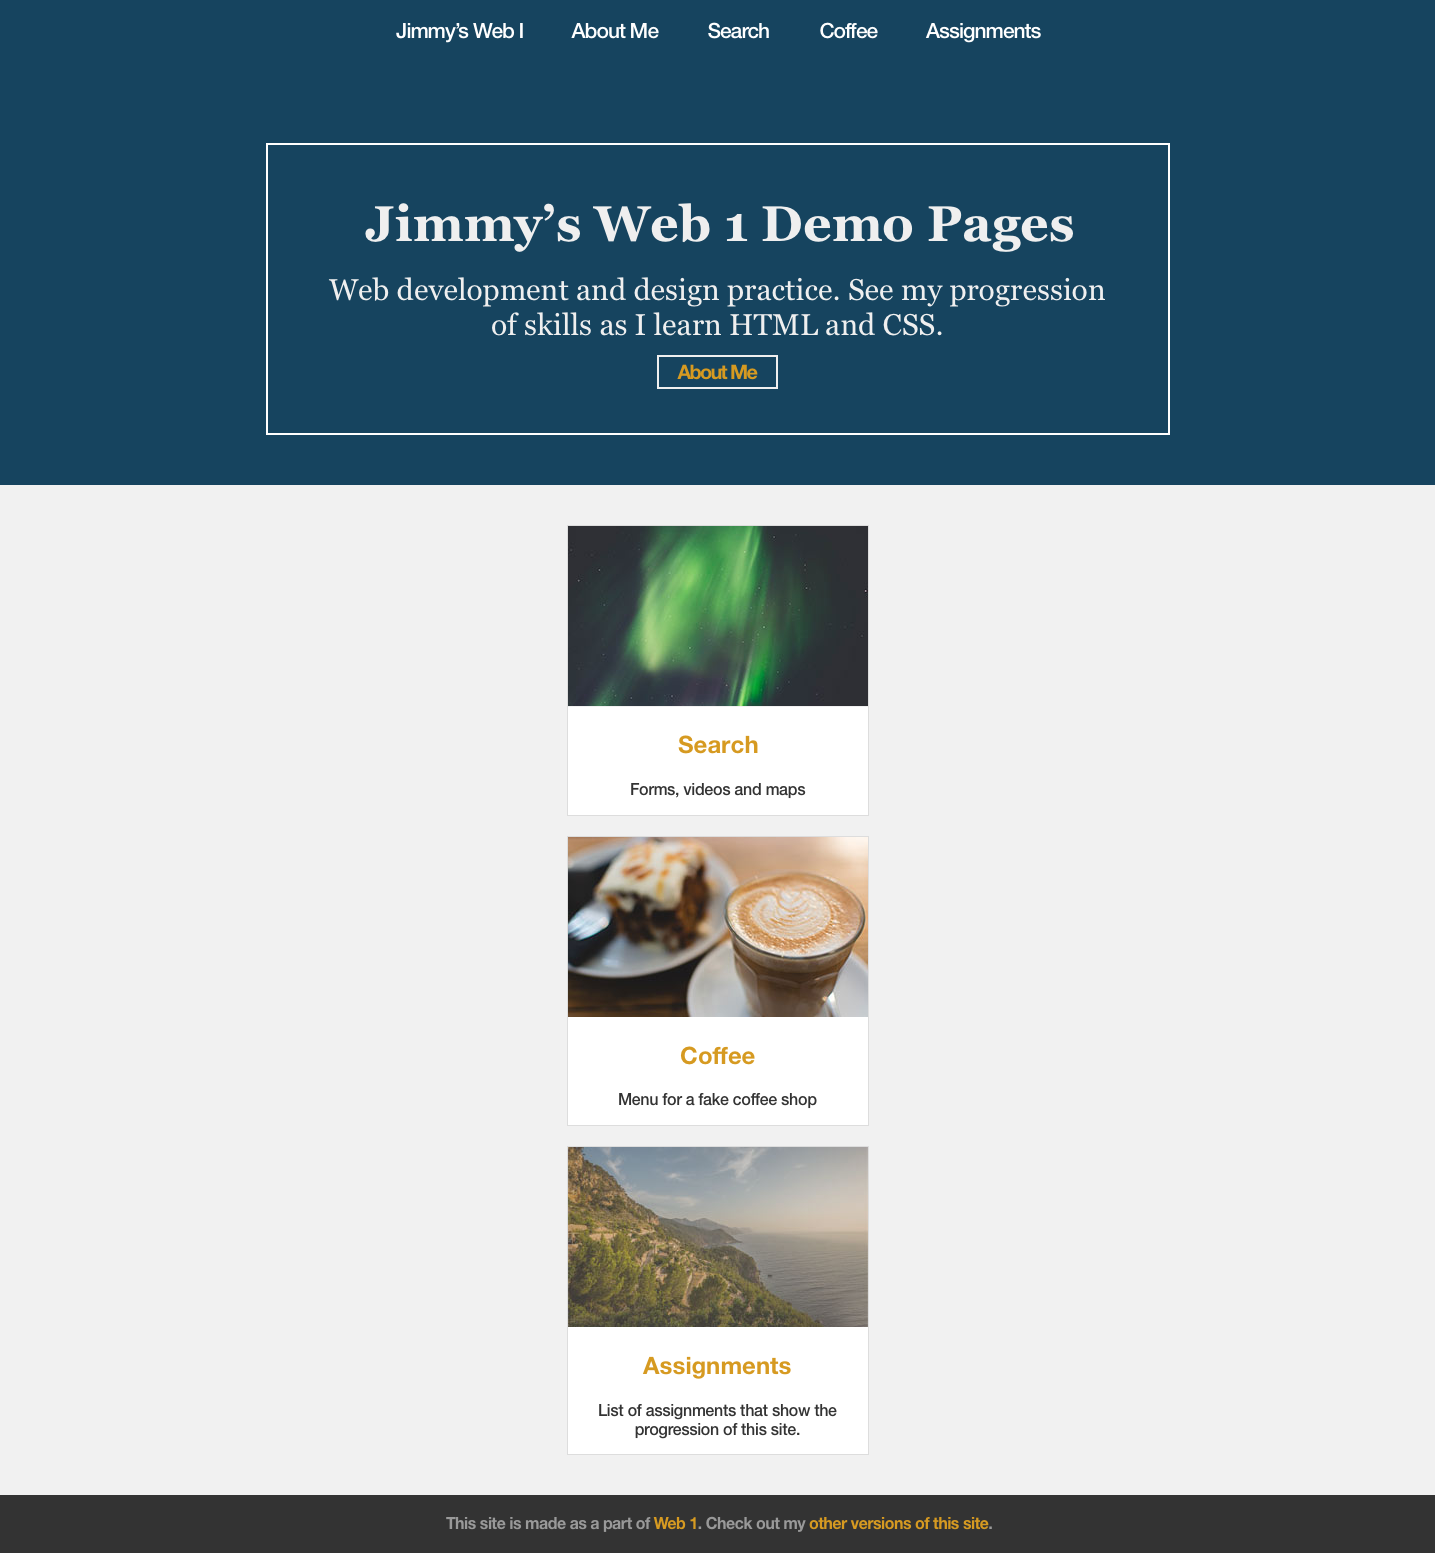 Jimmy’s Web I About Me Search Coffee Assignments
Jimmy’s Web 1 Demo Pages
Web development and design practice. See my progression
of skills as I learn HTML and CSS.
About Me
Search
Forms, videos and maps
Coffee
Menu for a fake coffee shop
Assignments
List of assignments that show the
progression of this site.
This site is made as a part of Web 1. Check out my other versions of this site.